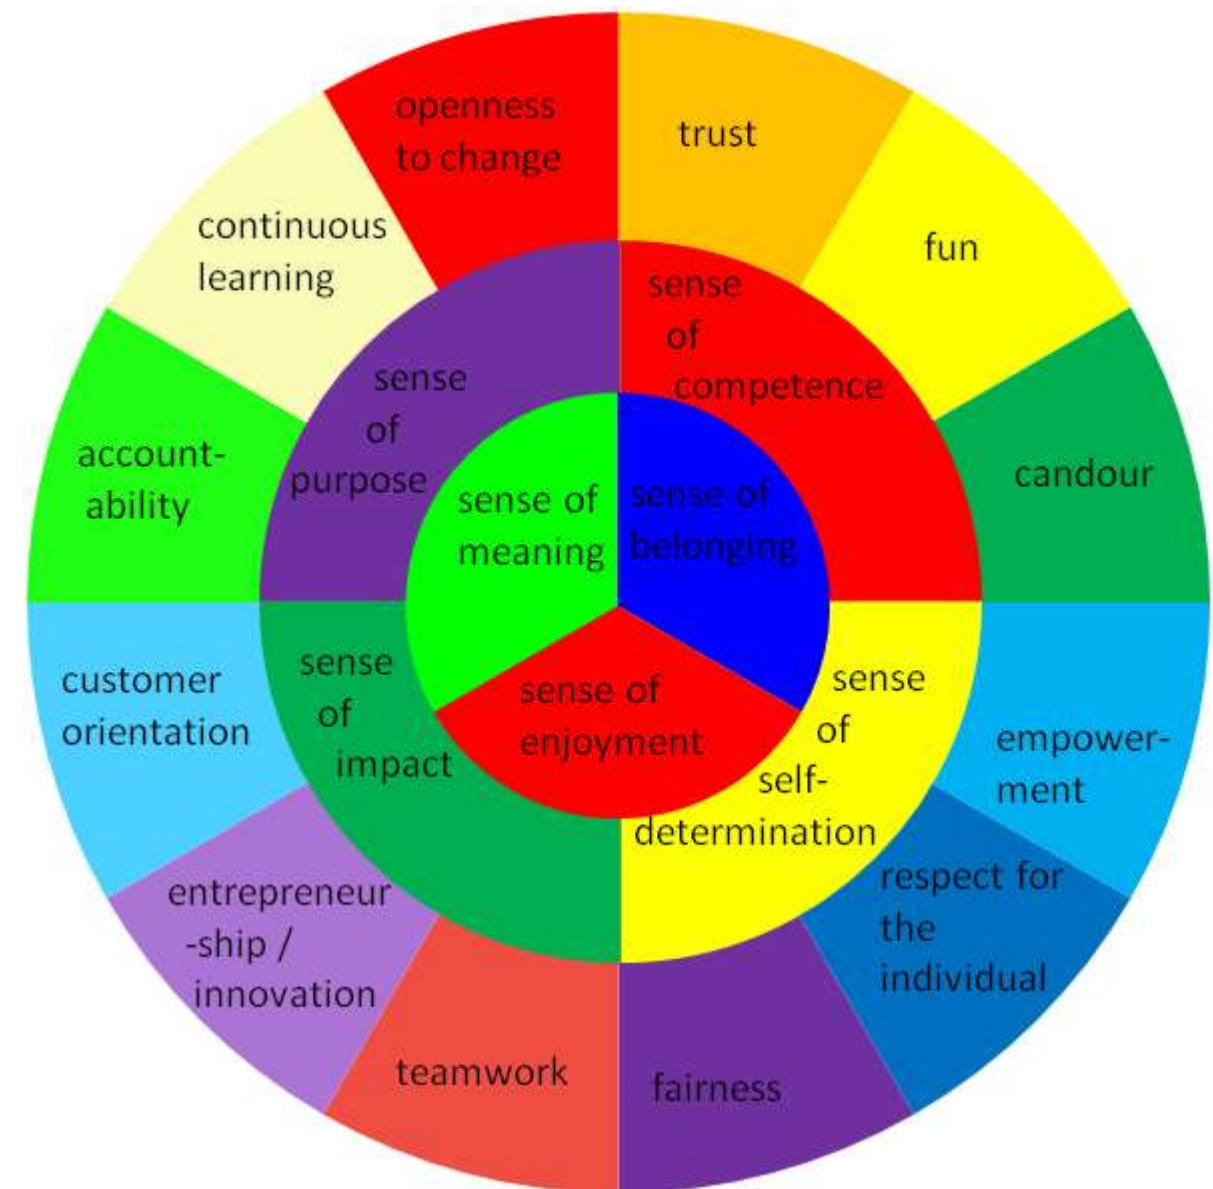 openness
to change
trust
fun
candour
empower-
ment
respect for
the
individual
fairness
teamwork
entrepreneur
-ship /
innovation
customer
orientation
account-
ability
continuous
learning
sense
of
purpose
sense
of
competence
sense
of
self-
determination
sense
of
impact
sense of
meaning
sense of
belonging
sense of
enjoyment